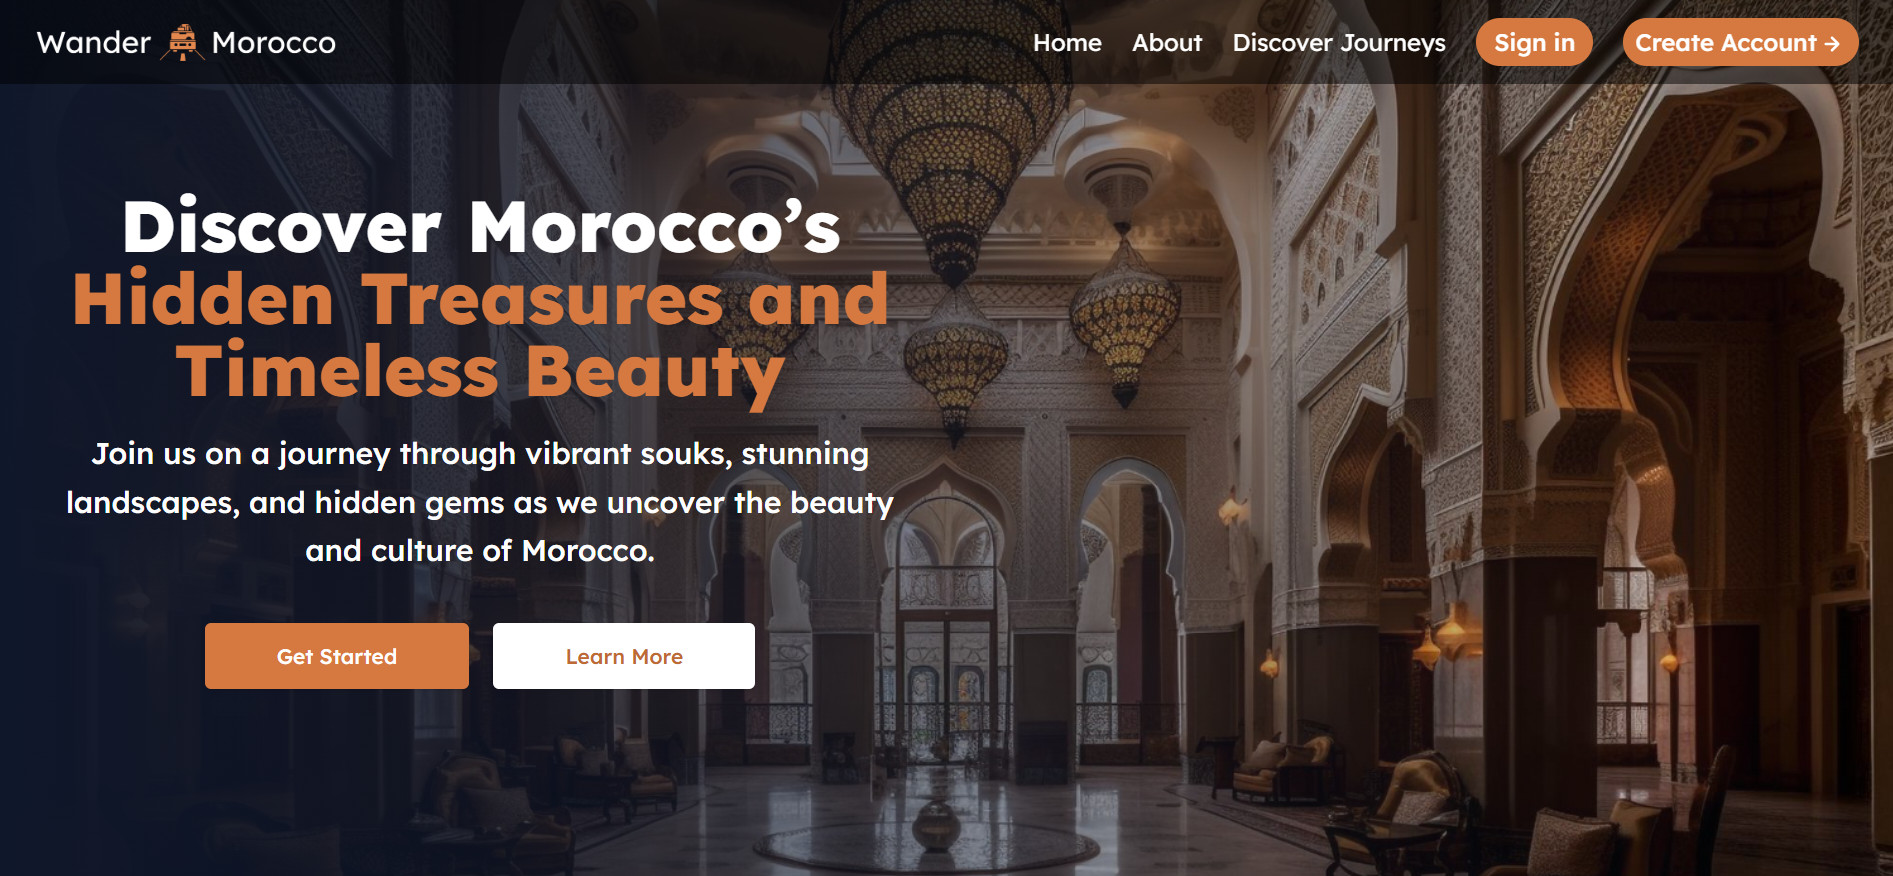 Wander Morocco
Home
About
Discover Journeys
Sign in
Create Account →
Discover Morocco’s
Hidden Treasures and
Timeless Beauty
Join us on a journey through vibrant souks, stunning
landscapes, and hidden gems as we uncover the beauty
and culture of Morocco.
Get Started
Learn More